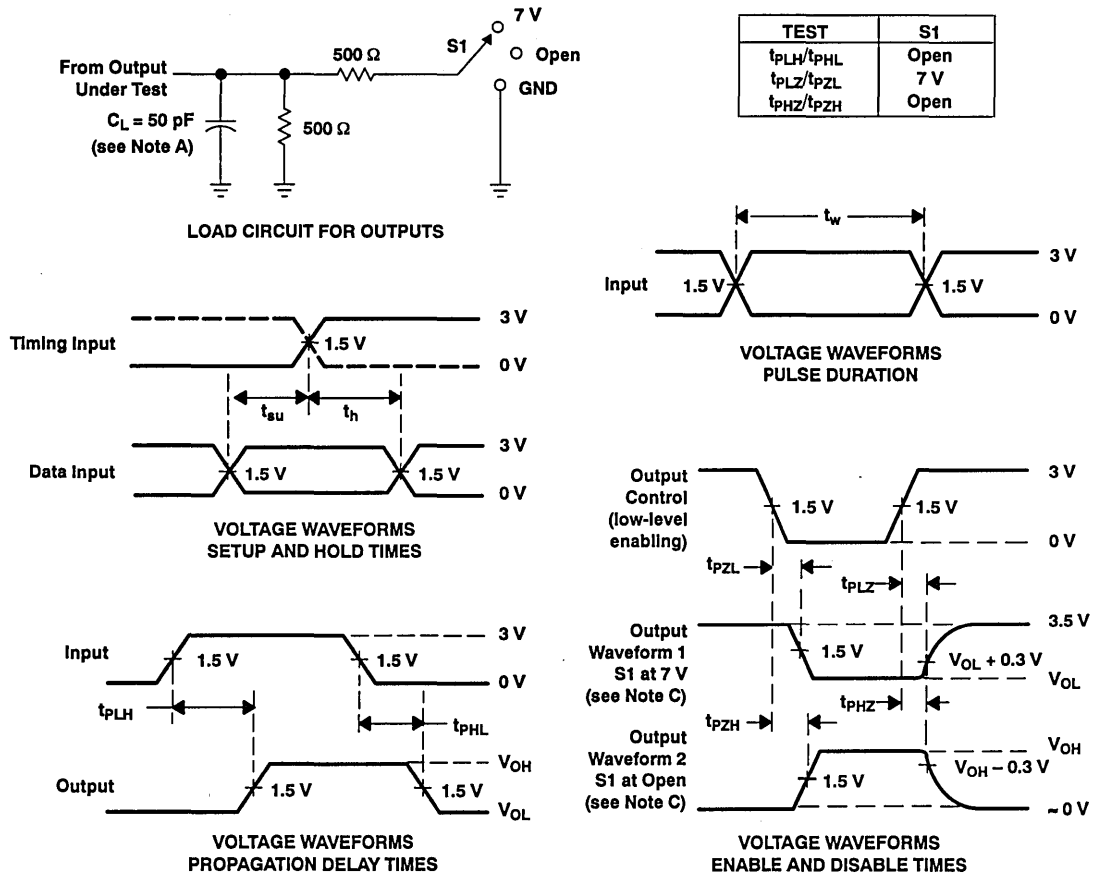 7 V
S1
Open
GND
500 Ω
From Output
Under Test
C_L = 50 pF
(see Note A)
500 Ω
LOAD CIRCUIT FOR OUTPUTS
TEST S1
t_PLH/t_PHL Open
t_PLZ/t_PZL 7 V
t_PHZ/t_PZH Open
t_w
Input
1.5 V
1.5 V
3 V
0 V
VOLTAGE WAVEFORMS
PULSE DURATION
Timing Input
1.5 V
3 V
0 V
t_su
t_h
Data Input
1.5 V
1.5 V
3 V
0 V
VOLTAGE WAVEFORMS
SETUP AND HOLD TIMES
Input
1.5 V
1.5 V
3 V
0 V
t_PLH
t_PHL
Output
1.5 V
1.5 V
V_OH
V_OL
VOLTAGE WAVEFORMS
PROPAGATION DELAY TIMES
Output
Control
(low-level
enabling)
1.5 V
1.5 V
3 V
0 V
t_PZL
t_PLZ
Output
Waveform 1
S1 at 7 V
(see Note C)
1.5 V
3.5 V
V_OL + 0.3 V
V_OL
t_PZH
t_PHZ
Output
Waveform 2
S1 at Open
(see Note C)
1.5 V
V_OH
V_OH – 0.3 V
≈ 0 V
VOLTAGE WAVEFORMS
ENABLE AND DISABLE TIMES